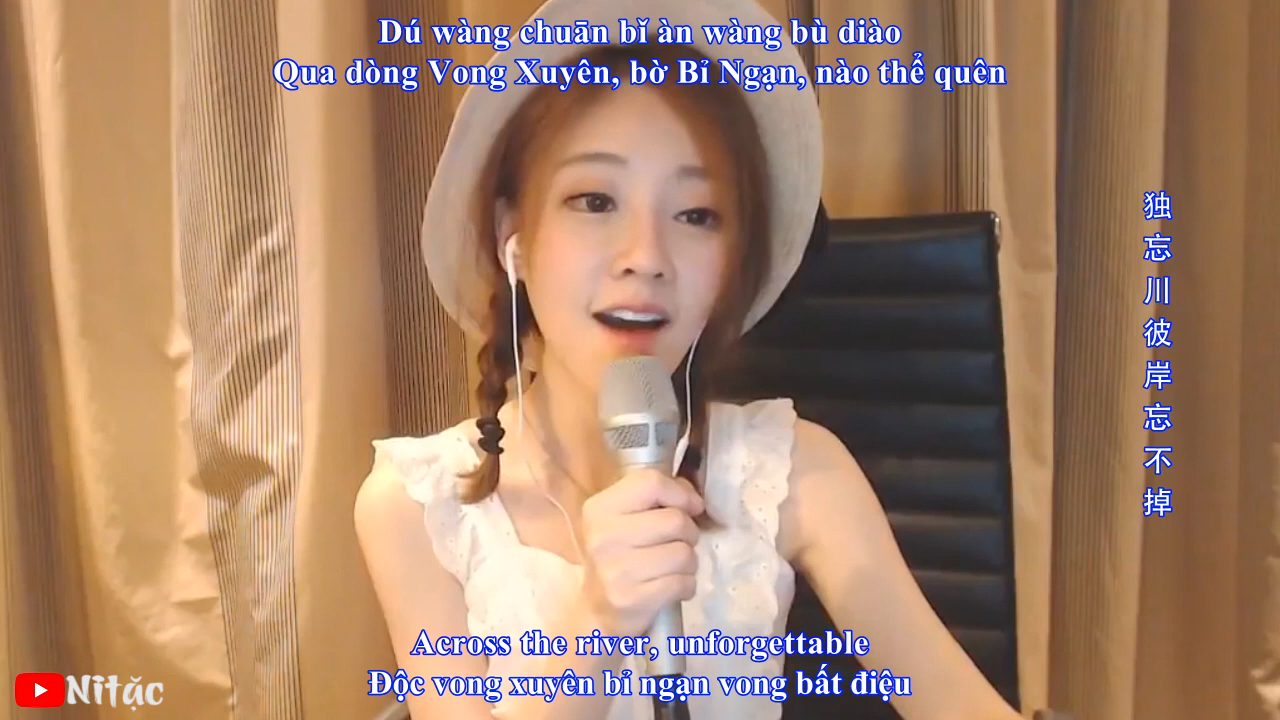 Dú wàng chuān bǐ àn wàng bù diào
Qua dòng Vong Xuyên, bờ Bỉ Ngạn, nào thể quên
独忘川彼岸忘不掉
Across the river, unforgettable
Độc vong xuyên bỉ ngạn vong bất điệu
Nitặc